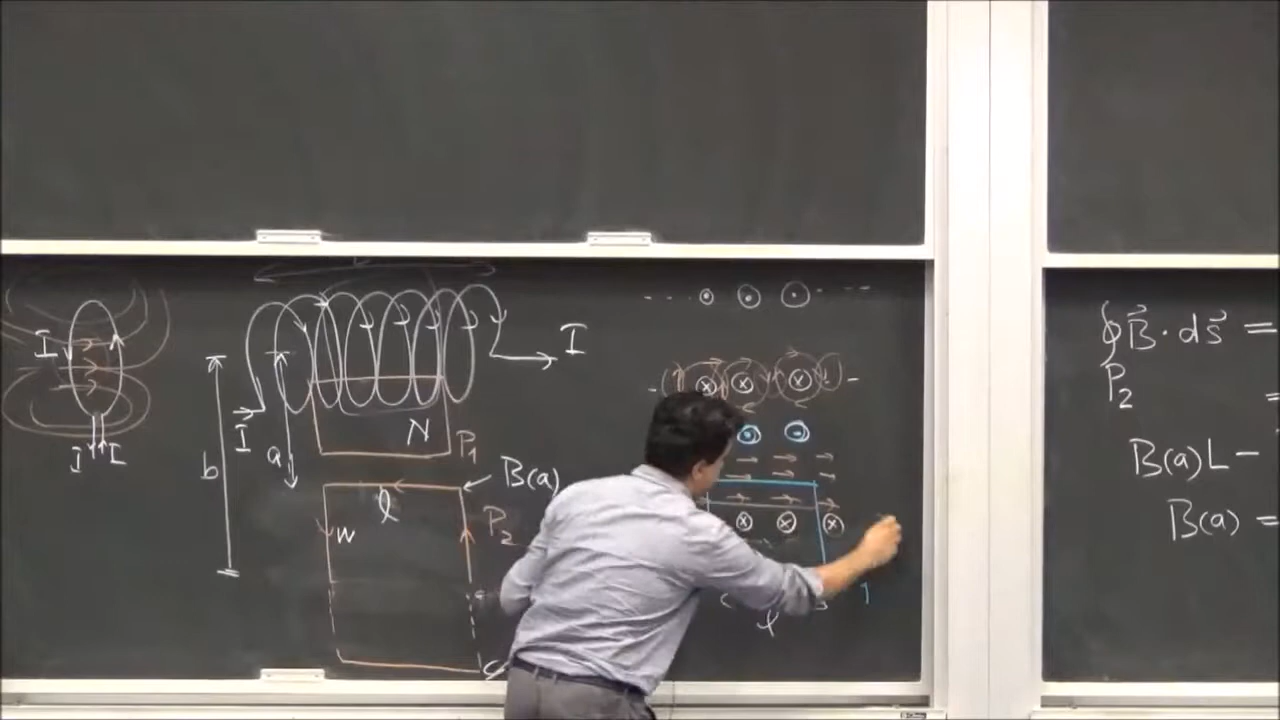 I
I I
I
I
b
a
N
P₁
B(a)
ℓ
w
P₂
∮B⃗·ds⃗ =
P₂
=
B(a)L −
B(a) =